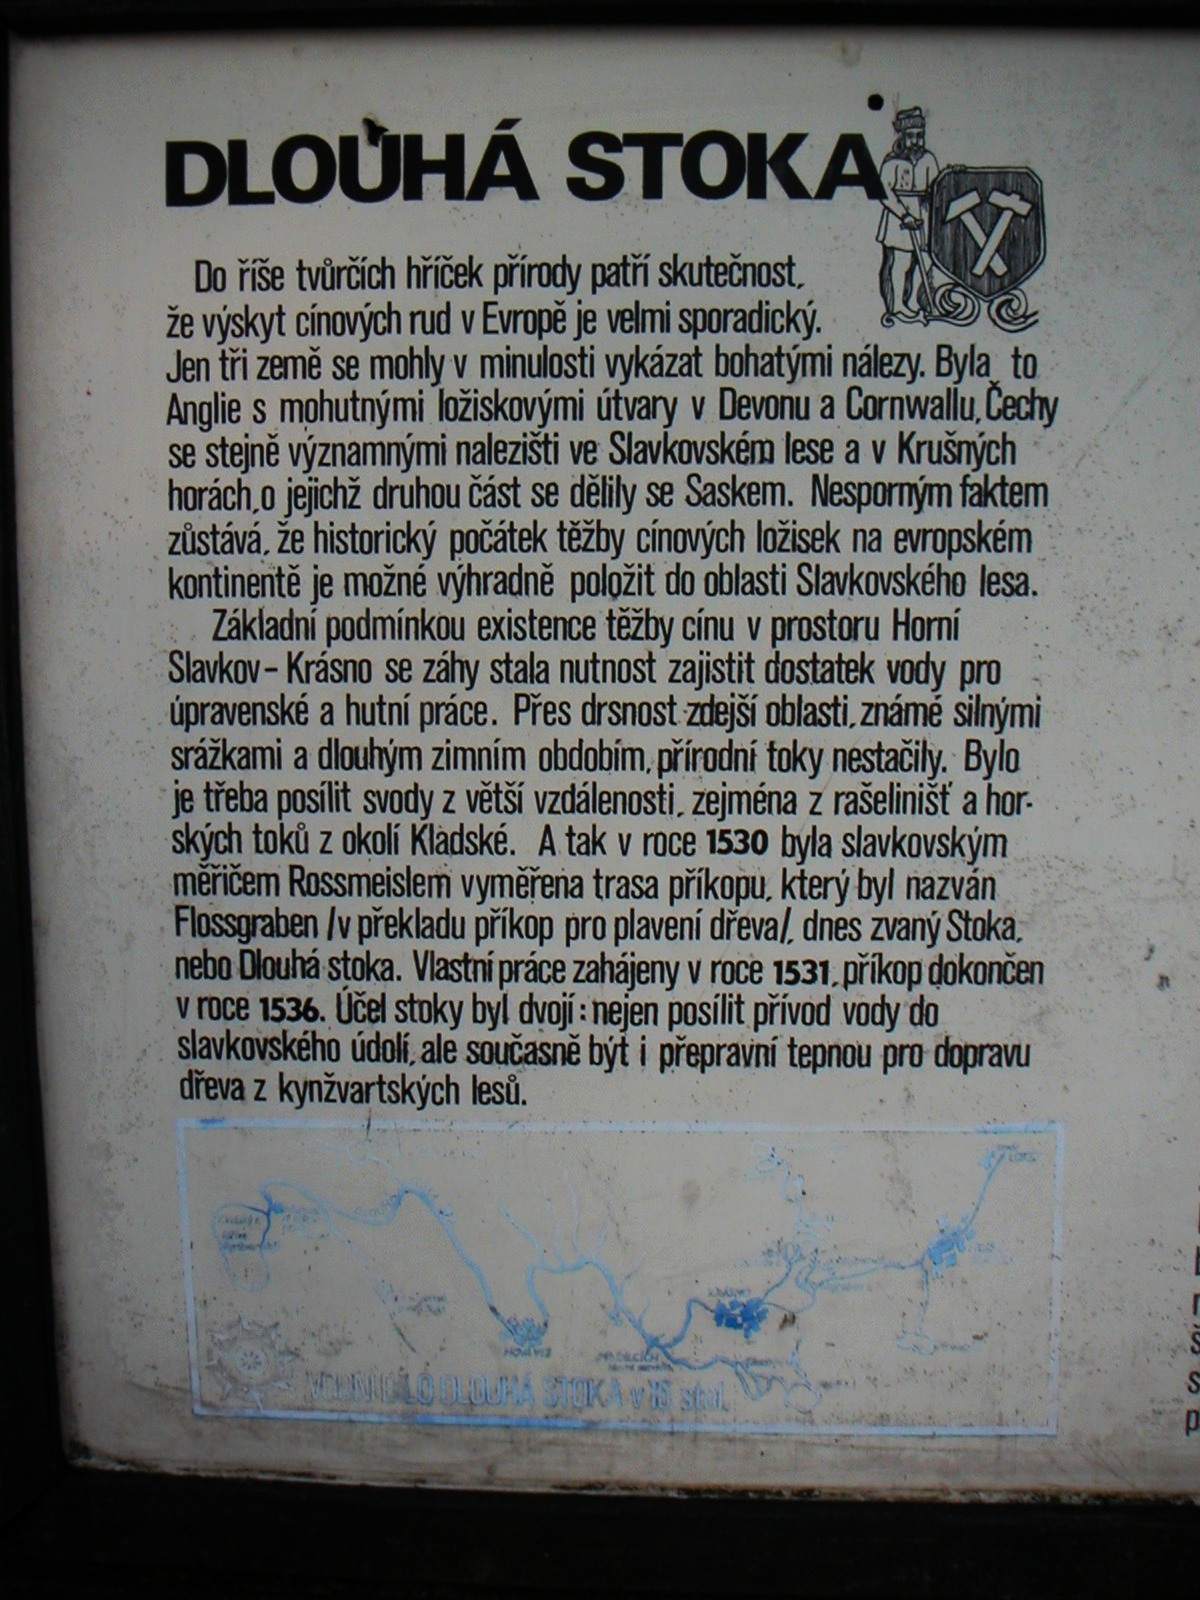 DLOUHÁ STOKA
Do říše tvůrčích hříček přírody patří skutečnost,
že výskyt cínových rud v Evropě je velmi sporadický.
Jen tři země se mohly v minulosti vykázat bohatými nálezy. Byla to
Anglie s mohutnými ložiskovými útvary v Devonu a Cornwallu, Čechy
se stejně významnými nalezišti ve Slavkovském lese a v Krušných
horách, o jejichž druhou část se dělily se Saskem. Nesporným faktem
zůstává, že historický počátek těžby cínových ložisek na evropském
kontinentě je možné výhradně položit do oblasti Slavkovského lesa.
Základní podmínkou existence těžby cínu v prostoru Horní
Slavkov - Krásno se záhy stala nutnost zajistit dostatek vody pro
úpravenské a hutní práce. Přes drsnost zdejší oblasti, známé silnými
srážkami a dlouhým zimním obdobím, přírodní toky nestačily. Bylo
je třeba posílit svody z větší vzdálenosti, zejména z rašelinišť a hor-
ských toků z okolí Kladské. A tak v roce 1530 byla slavkovským
měřičem Rossmeislem vyměřena trasa příkopu, který byl nazván
Flossgraben /v překladu příkop pro plavení dřeva/, dnes zvaný Stoka,
nebo Dlouhá stoka. Vlastní práce zahájeny v roce 1531, příkop dokončen
v roce 1536. Účel stoky byl dvojí: nejen posílit přívod vody do
slavkovského údolí, ale současně být i přepravní tepnou pro dopravu
dřeva z kynžvartských lesů.
NOVÁ VES
DLOUHÁ STOKA v 16 stol.